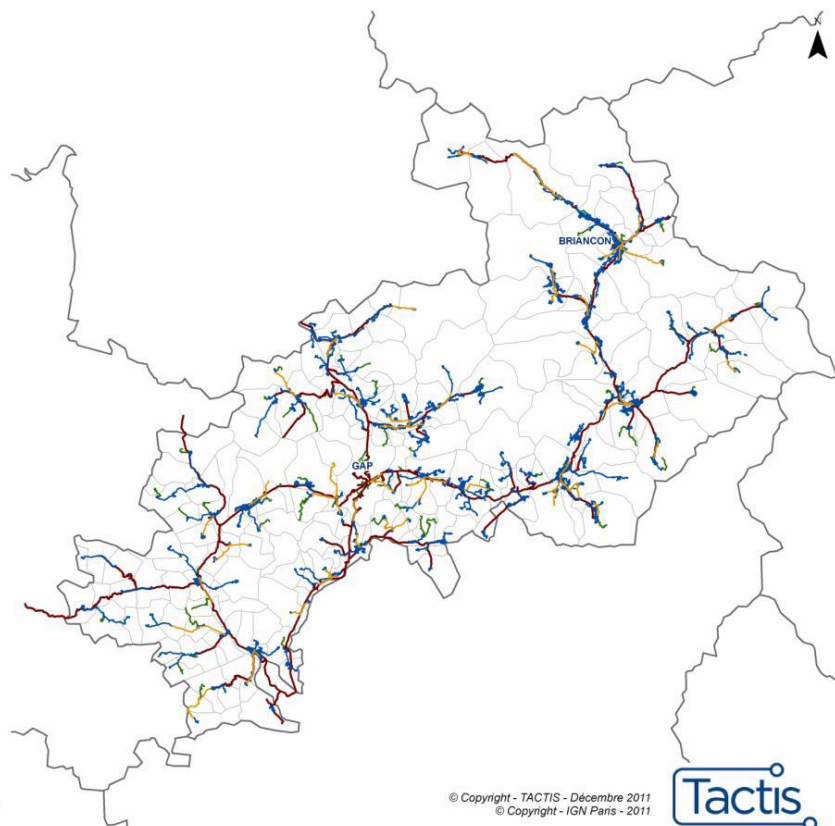 N
BRIANCON
GAP
© Copyright - TACTIS - Décembre 2011
© Copyright - IGN Paris - 2011
Tactis